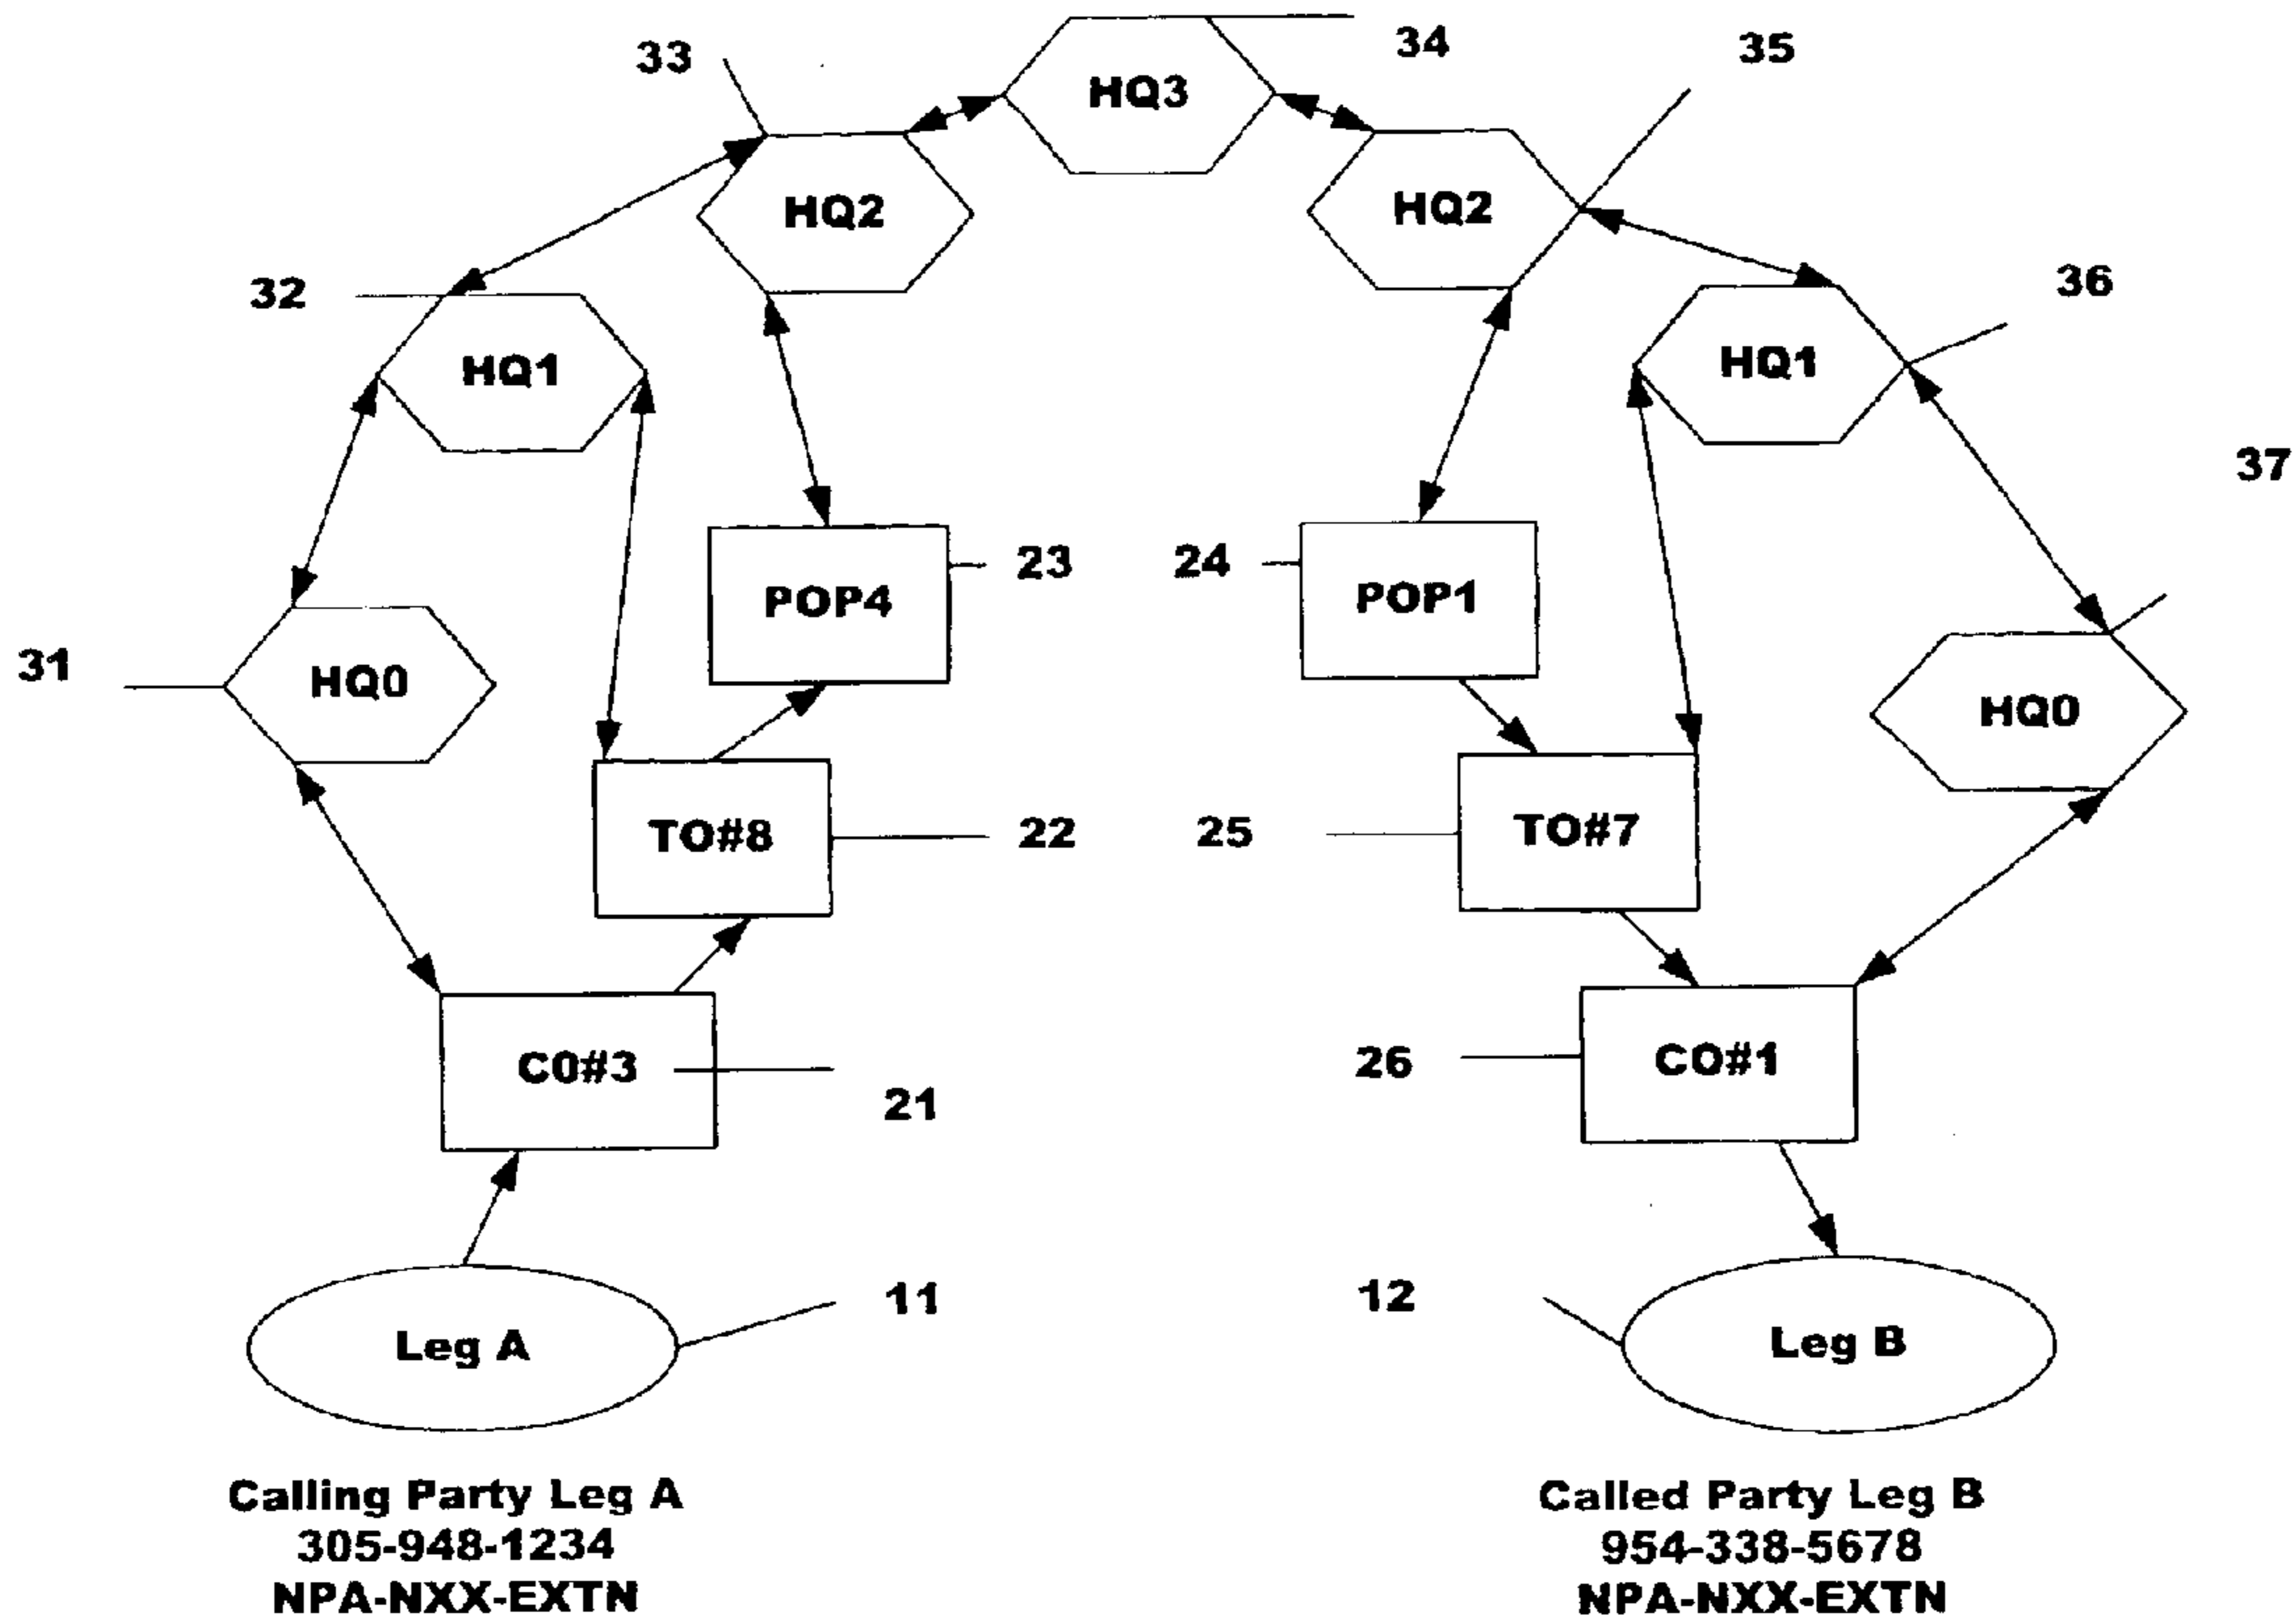 33
34
35
HQ3
HQ2
HQ2
32
36
HQ1
HQ1
37
23
24
POP4
POP1
31
HQ0
HQ0
TO#8
22
25
TO#7
C0#3
21
26
CO#1
Leg A
11
12
Leg B
Calling Party Leg A
305-948-1234
NPA-NXX-EXTN
Called Party Leg B
954-338-5678
NPA-NXX-EXTN